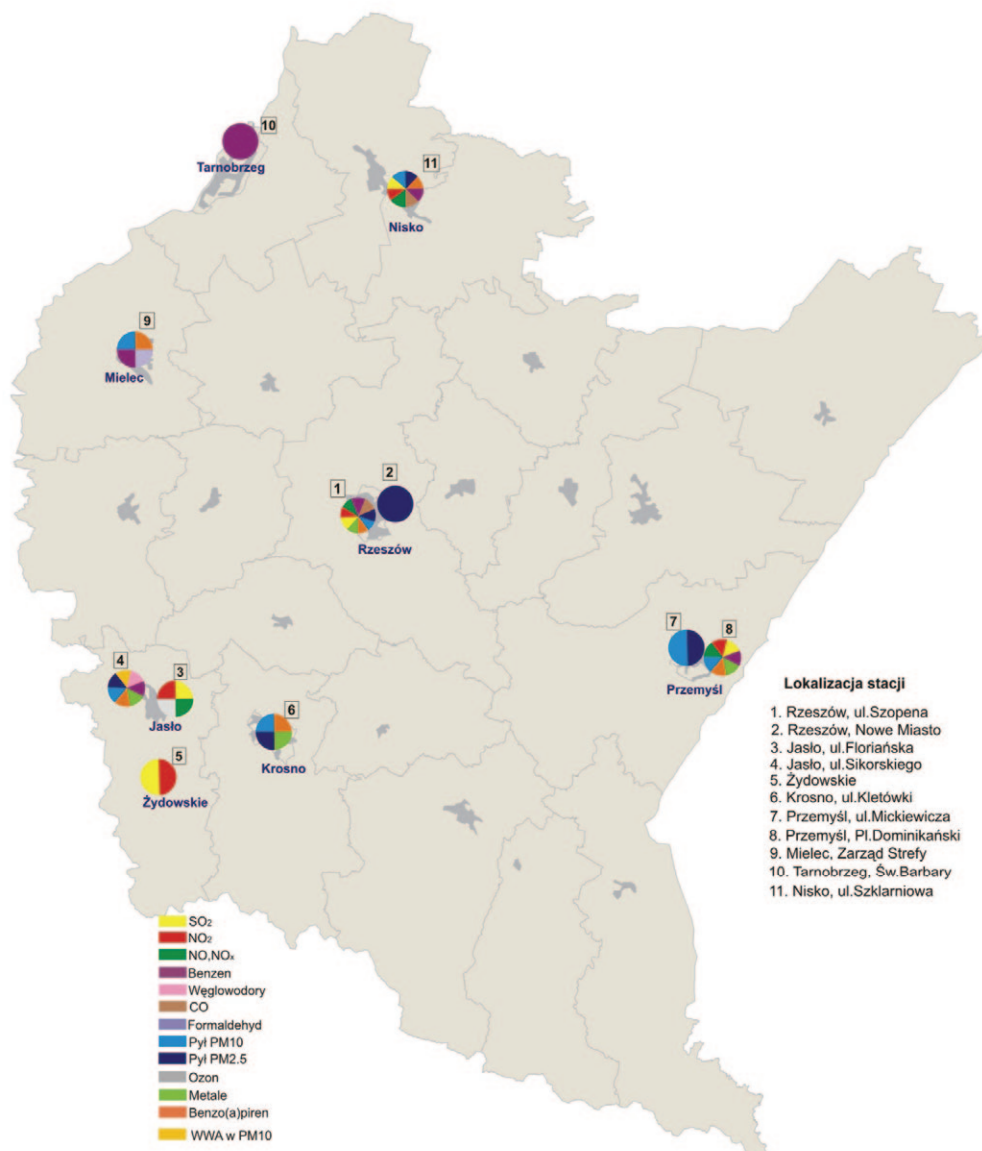 10
Tarnobrzeg
11
Nisko
9
Mielec
2
1
Rzeszów
7
8
Przemyśl
4
3
Jasło
6
Krosno
5
Żydowskie
Lokalizacja stacji
1. Rzeszów, ul.Szopena
2. Rzeszów, Nowe Miasto
3. Jasło, ul.Floriańska
4. Jasło, ul.Sikorskiego
5. Żydowskie
6. Krosno, ul.Kletówki
7. Przemyśl, ul.Mickiewicza
8. Przemyśl, Pl.Dominikański
9. Mielec, Zarząd Strefy
10. Tarnobrzeg, Św.Barbary
11. Nisko, ul.Szklarniowa
SO₂
NO₂
NO,NOₓ
Benzen
Węglowodory
CO
Formaldehyd
Pył PM10
Pył PM2.5
Ozon
Metale
Benzo(a)piren
WWA w PM10